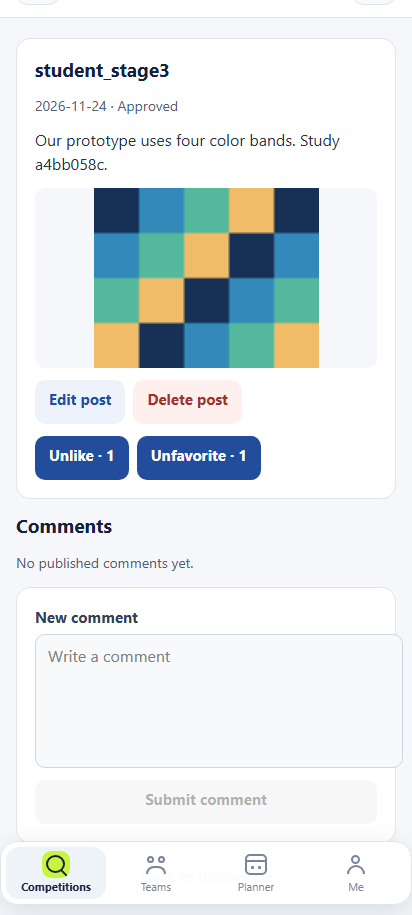 student_stage3
2026-11-24 · Approved
Our prototype uses four color bands. Study
a4bb058c.
Edit post
Delete post
Unlike · 1
Unfavorite · 1
Comments
No published comments yet.
New comment
Write a comment
Submit comment
Competitions
Teams
Planner
Me